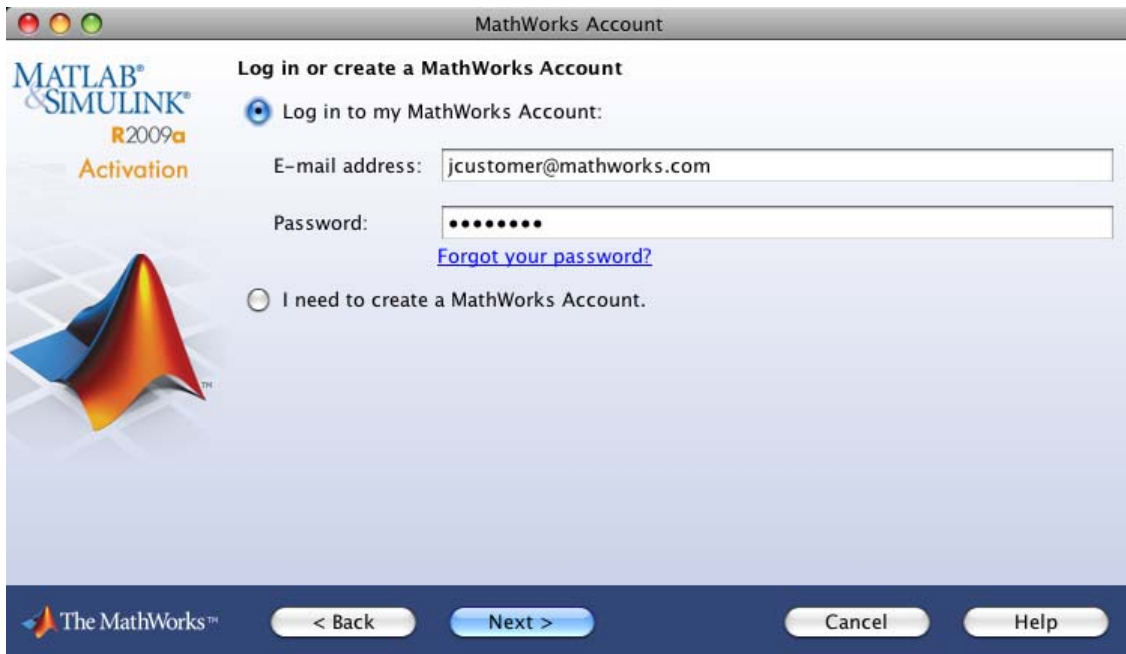 MathWorks Account
MATLAB®
&SIMULINK®
R2009a
Activation
Log in or create a MathWorks Account
Log in to my MathWorks Account:
E-mail address: jcustomer@mathworks.com
Password: ••••••••
Forgot your password?
I need to create a MathWorks Account.
TM
The MathWorks™ < Back Next > Cancel Help